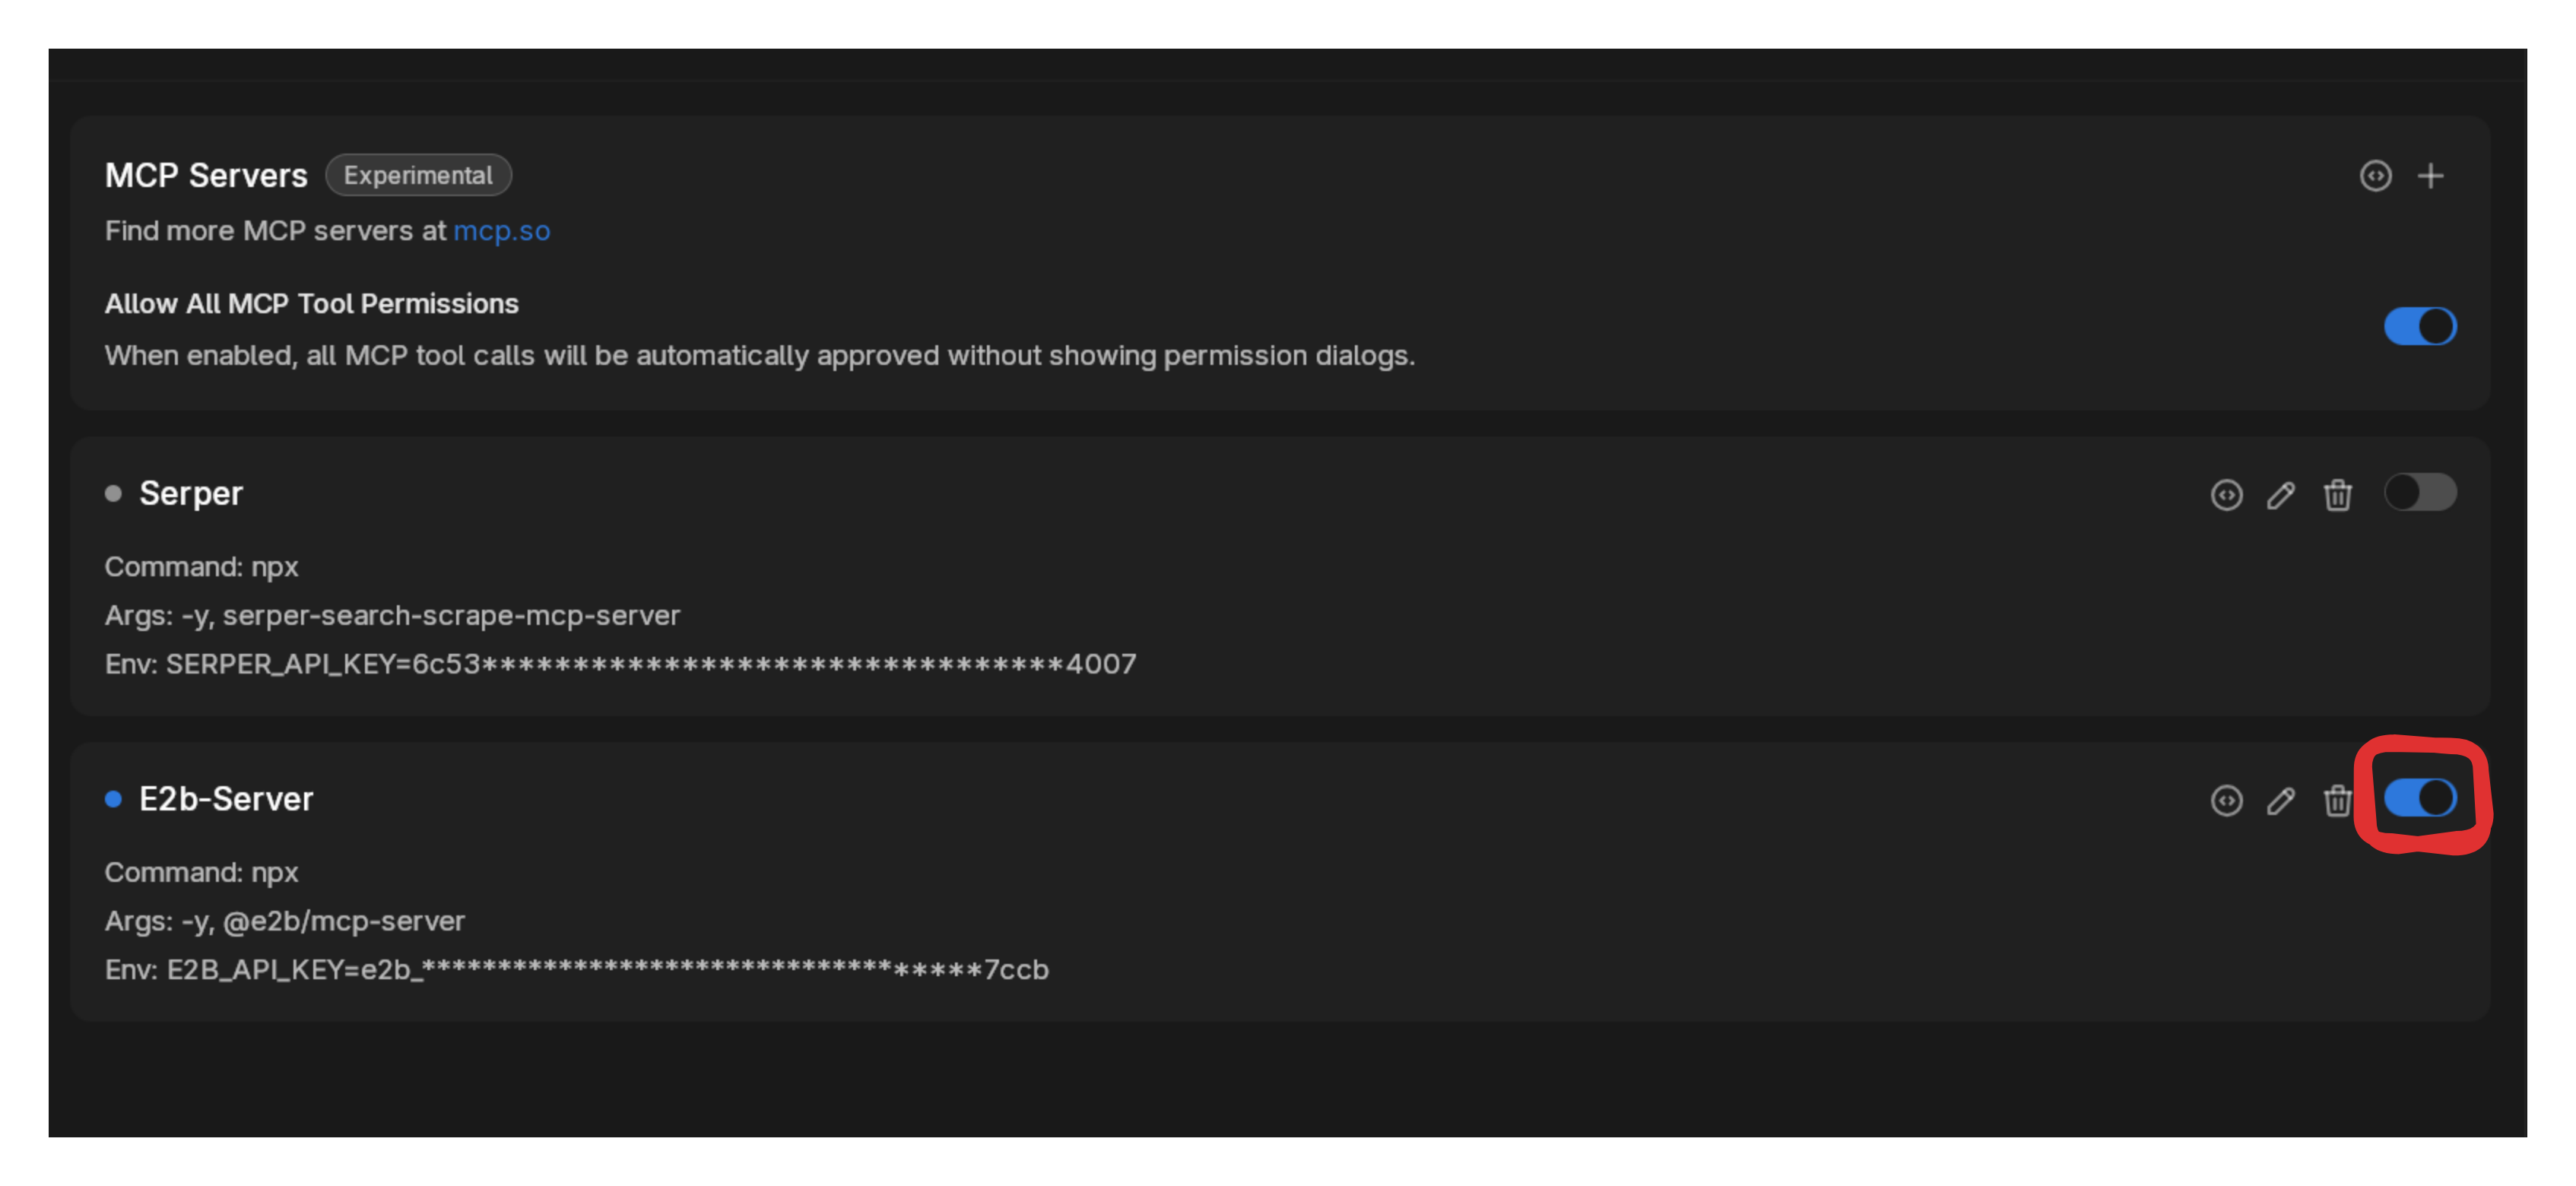 MCP Servers Experimental
Find more MCP servers at mcp.so
Allow All MCP Tool Permissions
When enabled, all MCP tool calls will be automatically approved without showing permission dialogs.
Serper
Command: npx
Args: -y, serper-search-scrape-mcp-server
Env: SERPER_API_KEY=6c53********************************4007
E2b-Server
Command: npx
Args: -y, @e2b/mcp-server
Env: E2B_API_KEY=e2b_************************************7ccb